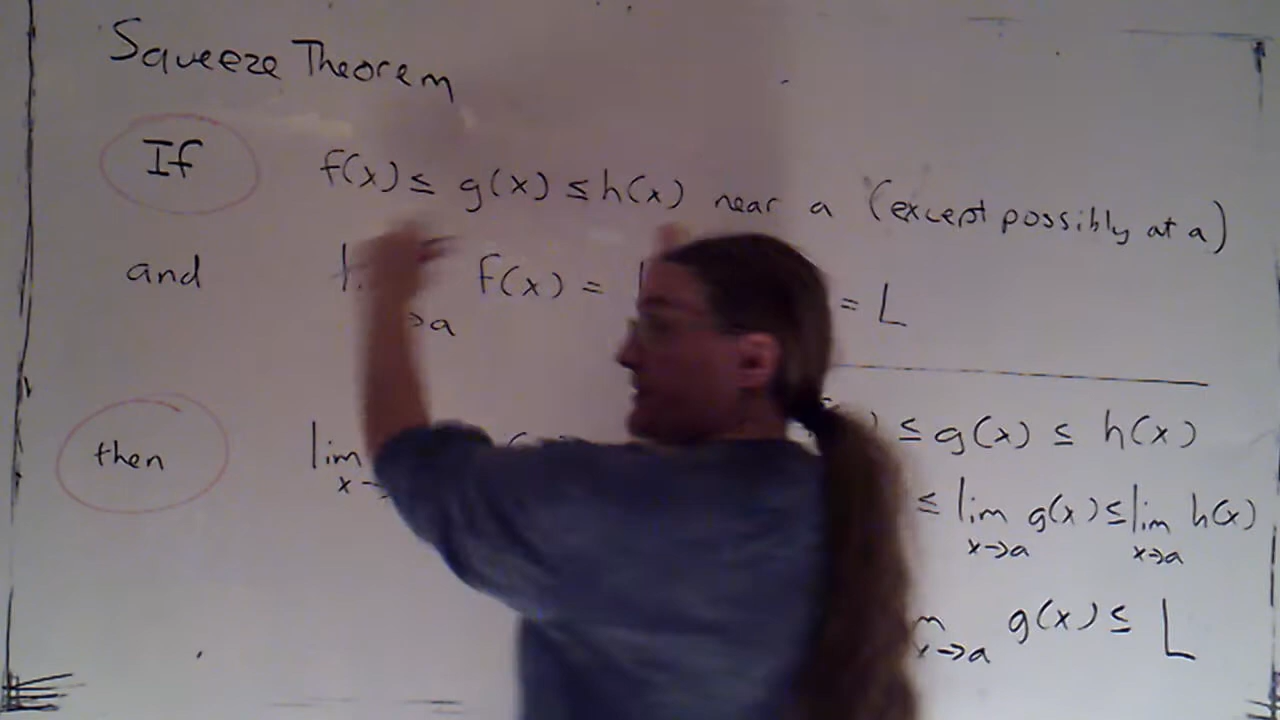 Squeeze Theorem
If f(x) ≤ g(x) ≤ h(x) near a (except possibly at a)
and f(x) = = L
→a
then lim
x→
) ≤ g(x) ≤ h(x)
≤ lim g(x) ≤ lim h(x)
x→a x→a
g(x) ≤ L
x→a